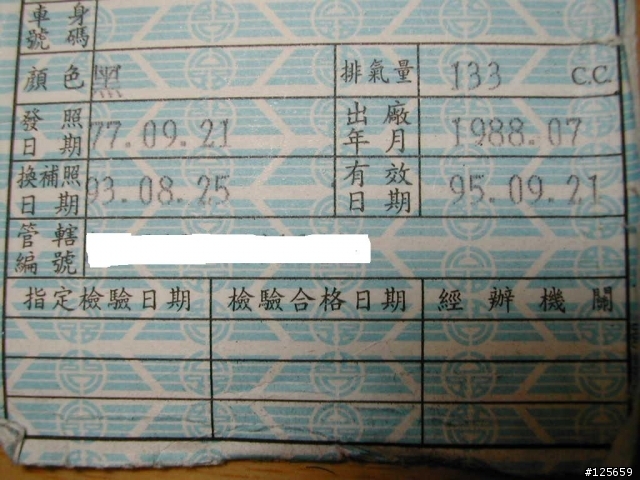 車身
號碼
顏色 黑 排氣量 133 C.C.
發照 出廠
日期 77.09.21 年月 1988.07
換補照 有效
日期 93.08.25 日期 95.09.21
管轄
編號
指定檢驗日期 檢驗合格日期 經辦機關
#125659